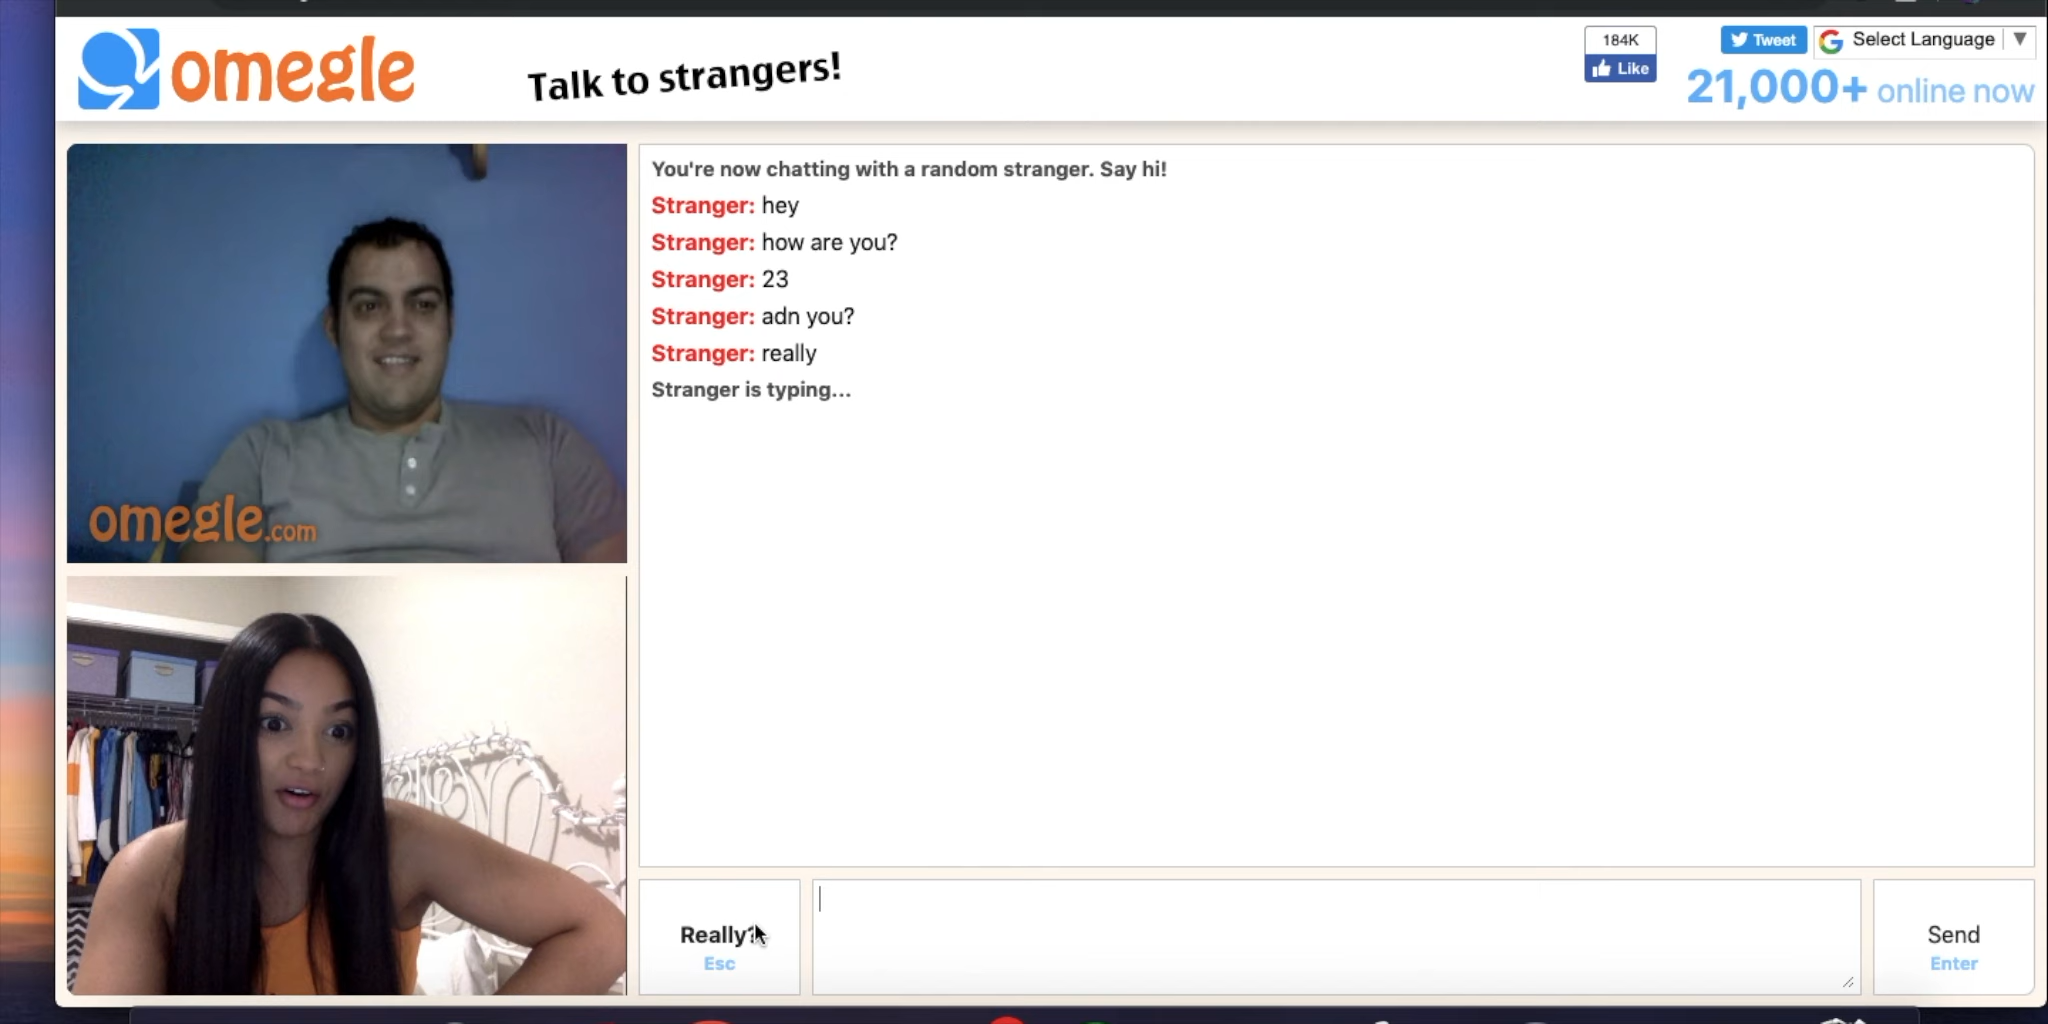 omegle
Talk to strangers!
184K
Like
Tweet
Select Language
21,000+ online now
You're now chatting with a random stranger. Say hi!
Stranger: hey
Stranger: how are you?
Stranger: 23
Stranger: adn you?
Stranger: really
Stranger is typing...
omegle.com
Really?
Esc
Send
Enter